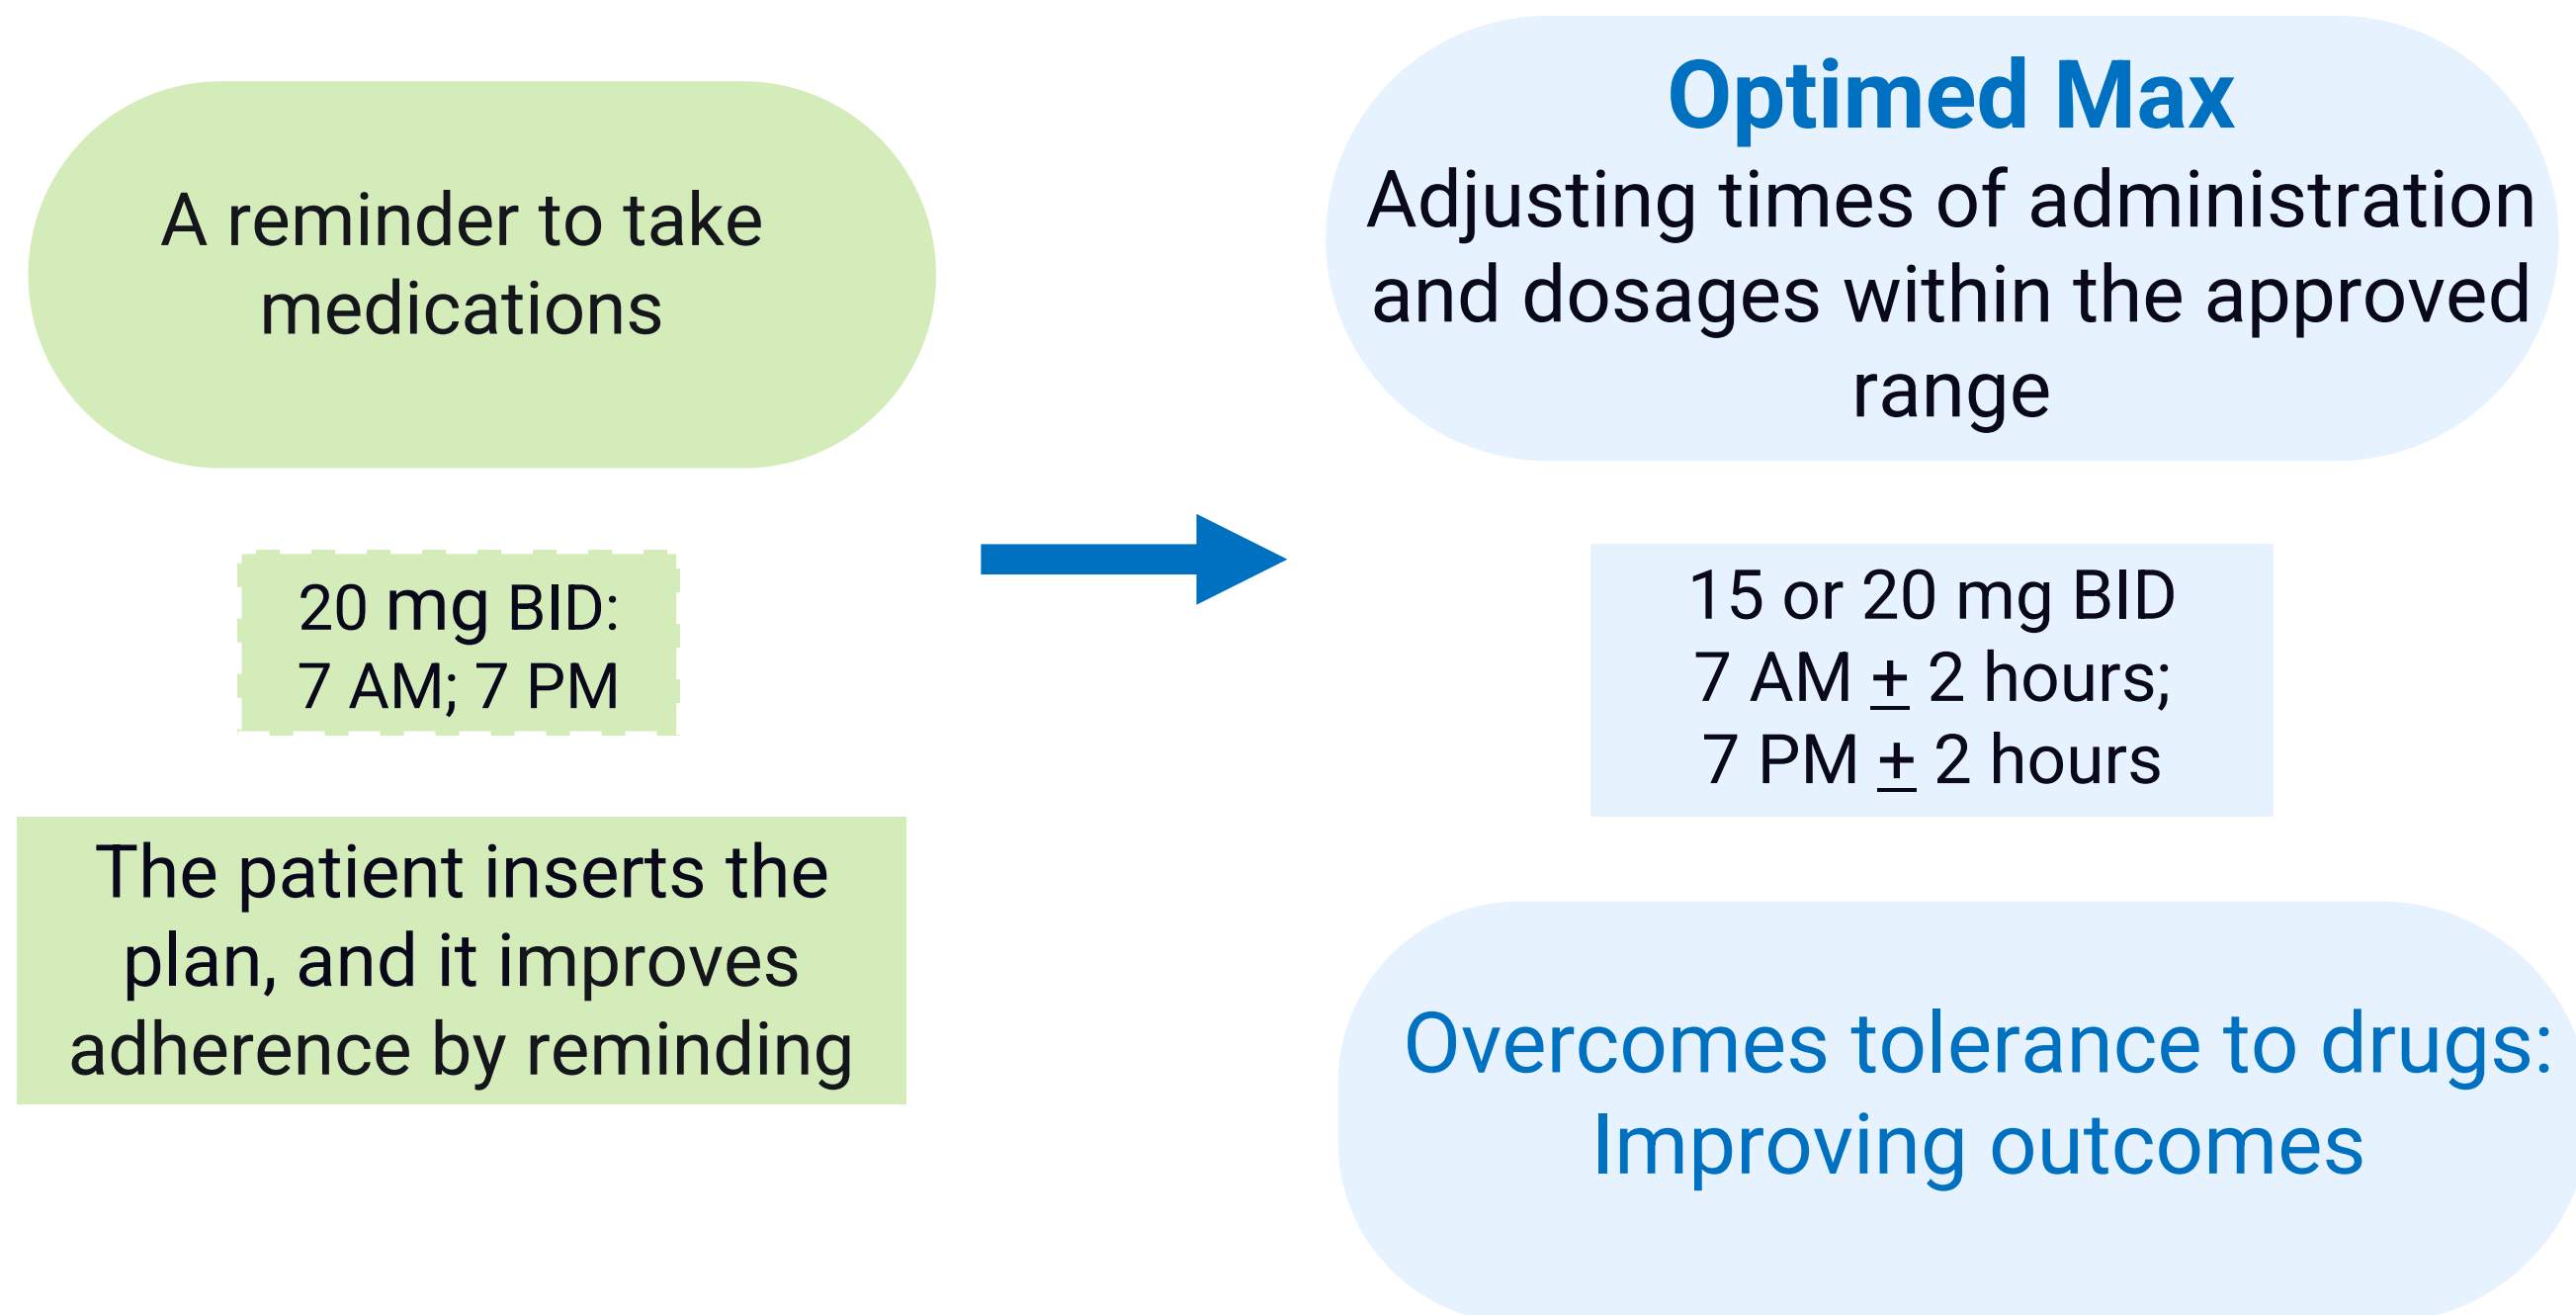 A reminder to take
medications
20 mg BID:
7 AM; 7 PM
The patient inserts the
plan, and it improves
adherence by reminding
Optimed Max
Adjusting times of administration
and dosages within the approved
range
15 or 20 mg BID
7 AM + 2 hours;
7 PM + 2 hours
Overcomes tolerance to drugs:
Improving outcomes